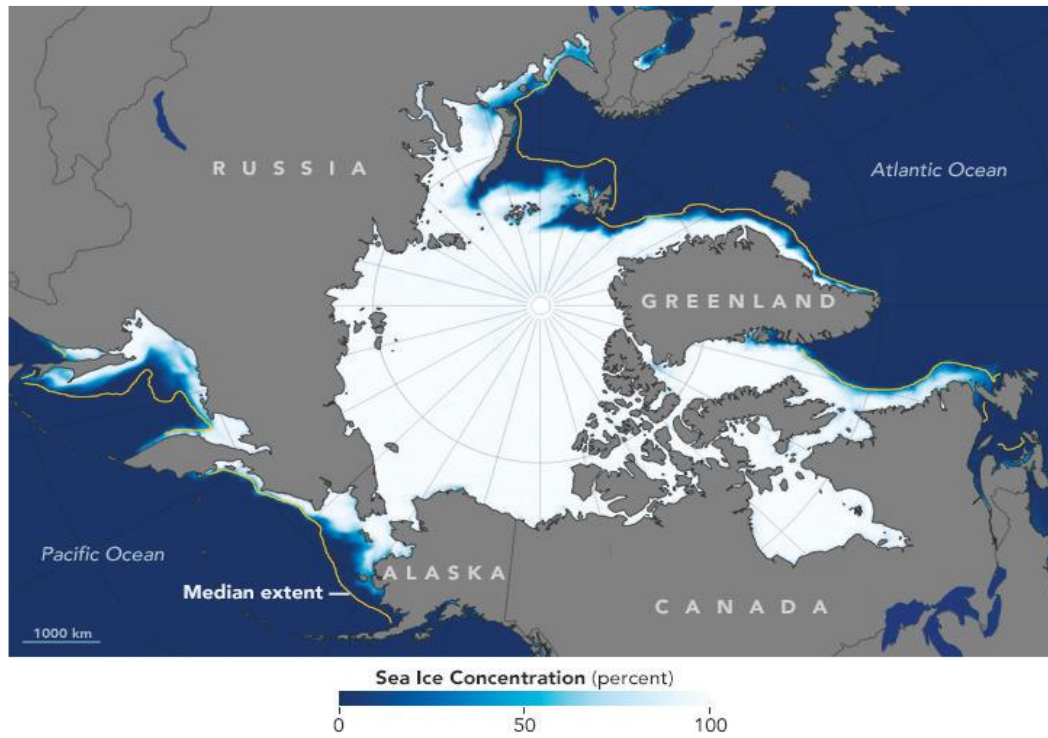 RUSSIA
Atlantic Ocean
GREENLAND
Pacific Ocean
ALASKA
Median extent
CANADA
1000 km
Sea Ice Concentration (percent)
0 50 100